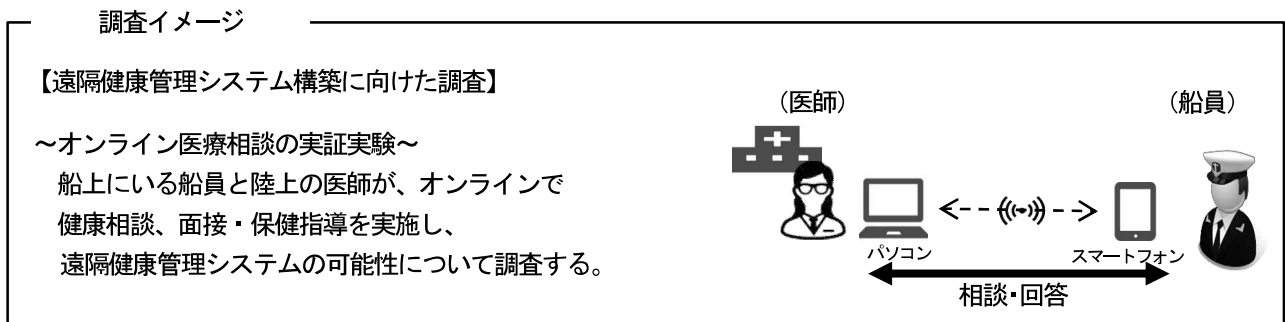 調査イメージ
【遠隔健康管理システム構築に向けた調査】
～オンライン医療相談の実証実験～
船上にいる船員と陸上の医師が、オンラインで
健康相談、面接・保健指導を実施し、
遠隔健康管理システムの可能性について調査する。
（医師）
（船員）
パソコン
スマートフォン
相談・回答